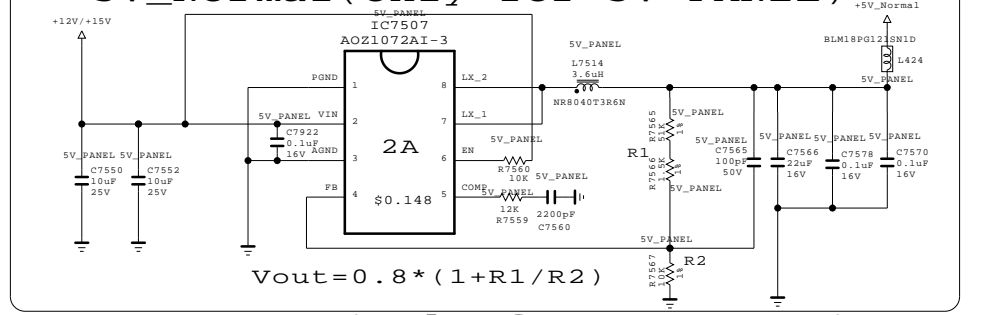 +12V/+15V
5V_PANEL
IC7507
AOZ1072AI-3
+5V_Normal
BLM18PG121SN1D
L424
5V_PANEL
5V_PANEL
L7514
3.6uH
NR8040T3R6N
PGND
1
8
LX_2
5V_PANEL
VIN
2
7
LX_1
C7922
0.1uF
16V
AGND
3
2A
6
EN
5V_PANEL
R7560
10K
5V_PANEL
FB
4
$0.148
5
COMP
5V_PANEL
12K
R7559
2200pF
C7560
5V_PANEL
C7550
10uF
25V
5V_PANEL
C7552
10uF
25V
5V_PANEL
R7565
51K
1%
R1
R7566
1.5K
1%
5V_PANEL
5V_PANEL
C7565
100pF
50V
5V_PANEL
C7566
22uF
16V
5V_PANEL
C7578
0.1uF
16V
5V_PANEL
C7570
0.1uF
16V
5V_PANEL
R7567
10K
1%
R2
Vout=0.8*(1+R1/R2)